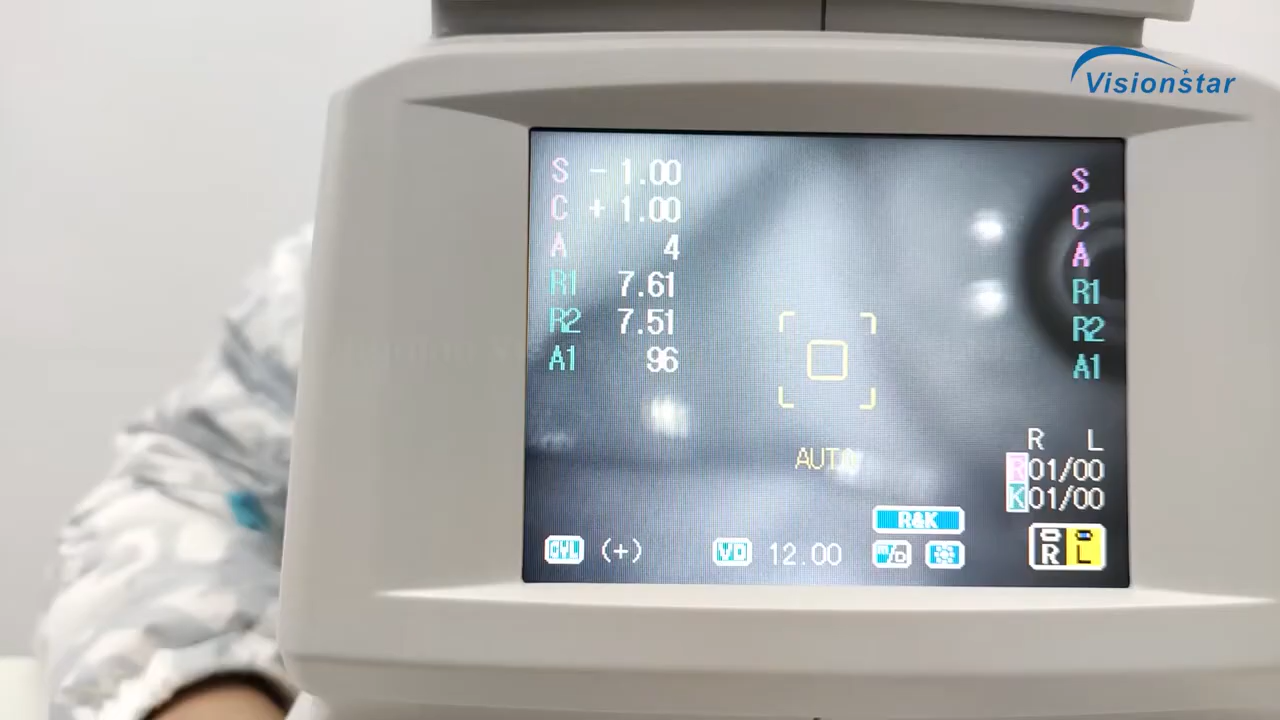 Visionstar
S - 1.00
C + 1.00
A 4
R1 7.61
R2 7.51
A1 96
S
C
A
R1
R2
A1
AUTO
R L
R 01/00
K 01/00
R&K
CYL (+) VD 12.00 m/D
R L